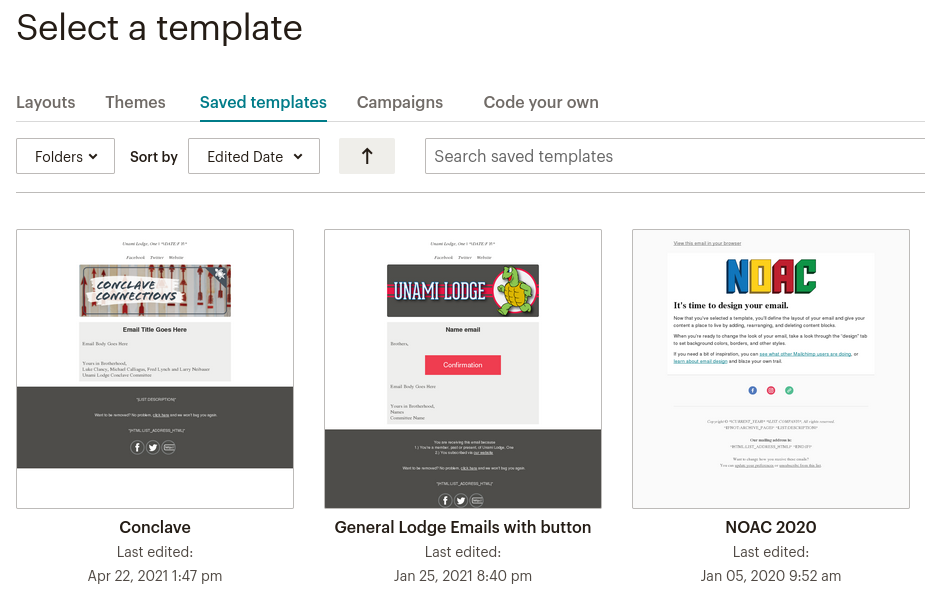 Select a template
Layouts Themes Saved templates Campaigns Code your own
Folders Sort by Edited Date Search saved templates
Unami Lodge, One \ *|DATE:F
Facebook Twitter Website
CONCLAVE
CONNECTIONS
Email Title Goes Here
Email Body Goes Here
Yours in Brotherhood,
Luke Clancy, Michael Callogus, Fred Lynch and Larry
Unami Lodge Conclave Committee
*|LIST:DESCRIPTION|*
Want to be removed? No problem, click here and we won't bug you again.
*|HTML:LIST_ADDRESS_HTML|*
Conclave
Last edited:
Apr 22, 2021 1:47 pm
Unami Lodge, One \ *|DATE:F
Facebook Twitter Website
UNAMI LODGE
Name email
Brothers,
Confirmation
Email Body Goes Here
Yours in Brotherhood,
Names
Committee Name
You are receiving this email because
1.) You're a member, past or present, of Unami Lodge, One
2.) You subscribed via our website
Want to be removed? No problem, click here and we won't bug you again.
*|HTML:LIST_ADDRESS_HTML|*
General Lodge Emails with button
Last edited:
Jan 25, 2021 8:40 pm
View this email in your browser
NOAC
It's time to design your email.
Now that you've selected a template, you'll define the layout of your email and give your
content a place to live by adding, rearranging, and deleting content blocks.
When you're ready to change the look of your email, take a look through the "design" tab
to set background colors, borders, and other styles.
If you need a bit of inspiration, you can see what other Mailchimp users are doing, or
learn about email design and blaze your own trail.
Copyright © *|CURRENT_YEAR|* *|LIST:COMPANY|*, All rights reserved.
*|IFNOT:ARCHIVE_PAGE|* *|LIST:DESCRIPTION|*
Our mailing address is:
*|HTML:LIST_ADDRESS_HTML|* *|END:IF|*
Want to change how you receive these emails?
You can update your preferences or unsubscribe from this list
NOAC 2020
Last edited:
Jan 05, 2020 9:52 am